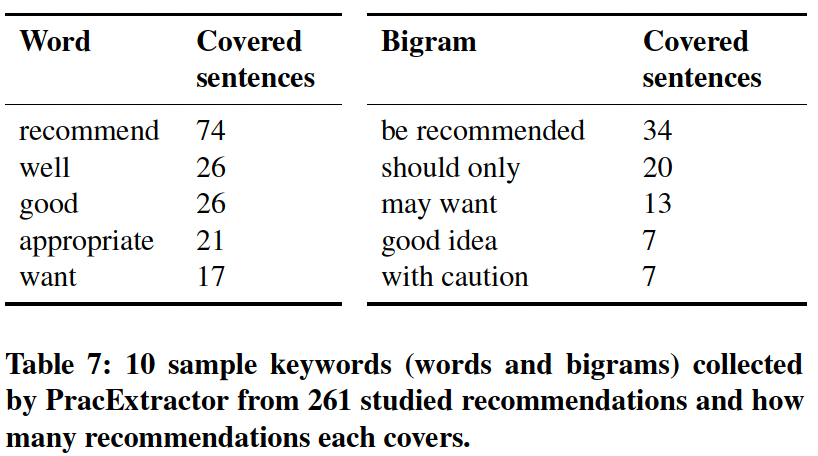 Word Covered sentences Bigram Covered sentences
recommend 74 be recommended 34
well 26 should only 20
good 26 may want 13
appropriate 21 good idea 7
want 17 with caution 7
Table 7: 10 sample keywords (words and bigrams) collected
by PracExtractor from 261 studied recommendations and how
many recommendations each covers.